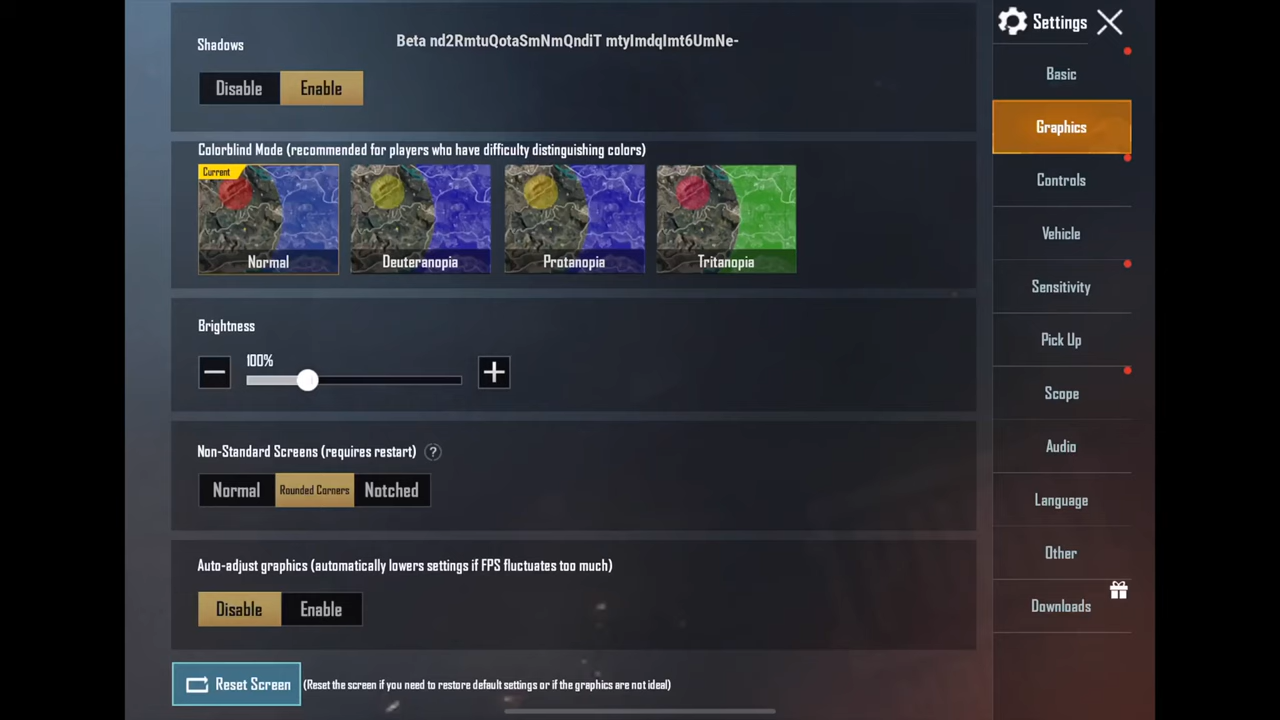 Settings
Shadows
Beta nd2RmtuQotaSmNmQndiT mtyImdqImt6UmNe-
Disable
Enable
Colorblind Mode (recommended for players who have difficulty distinguishing colors)
Current
Normal
Deuteranopia
Protanopia
Tritanopia
Brightness
100%
Non-Standard Screens (requires restart)
?
Normal
Rounded Corners
Notched
Auto-adjust graphics (automatically lowers settings if FPS fluctuates too much)
Disable
Enable
Reset Screen
(Reset the screen if you need to restore default settings or if the graphics are not ideal)
Basic
Graphics
Controls
Vehicle
Sensitivity
Pick Up
Scope
Audio
Language
Other
Downloads